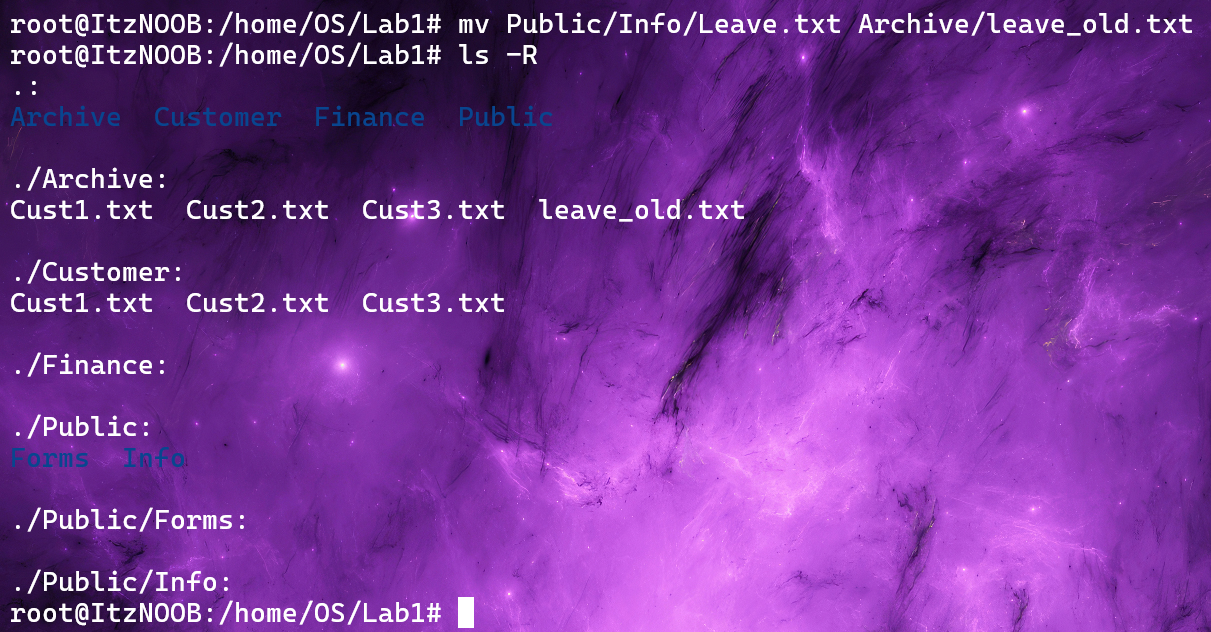 root@ItzNOOB:/home/OS/Lab1# mv Public/Info/Leave.txt Archive/leave_old.txt
root@ItzNOOB:/home/OS/Lab1# ls -R
.:
Archive  Customer  Finance  Public

./Archive:
Cust1.txt  Cust2.txt  Cust3.txt  leave_old.txt

./Customer:
Cust1.txt  Cust2.txt  Cust3.txt

./Finance:

./Public:
Forms  Info

./Public/Forms:

./Public/Info:
root@ItzNOOB:/home/OS/Lab1#